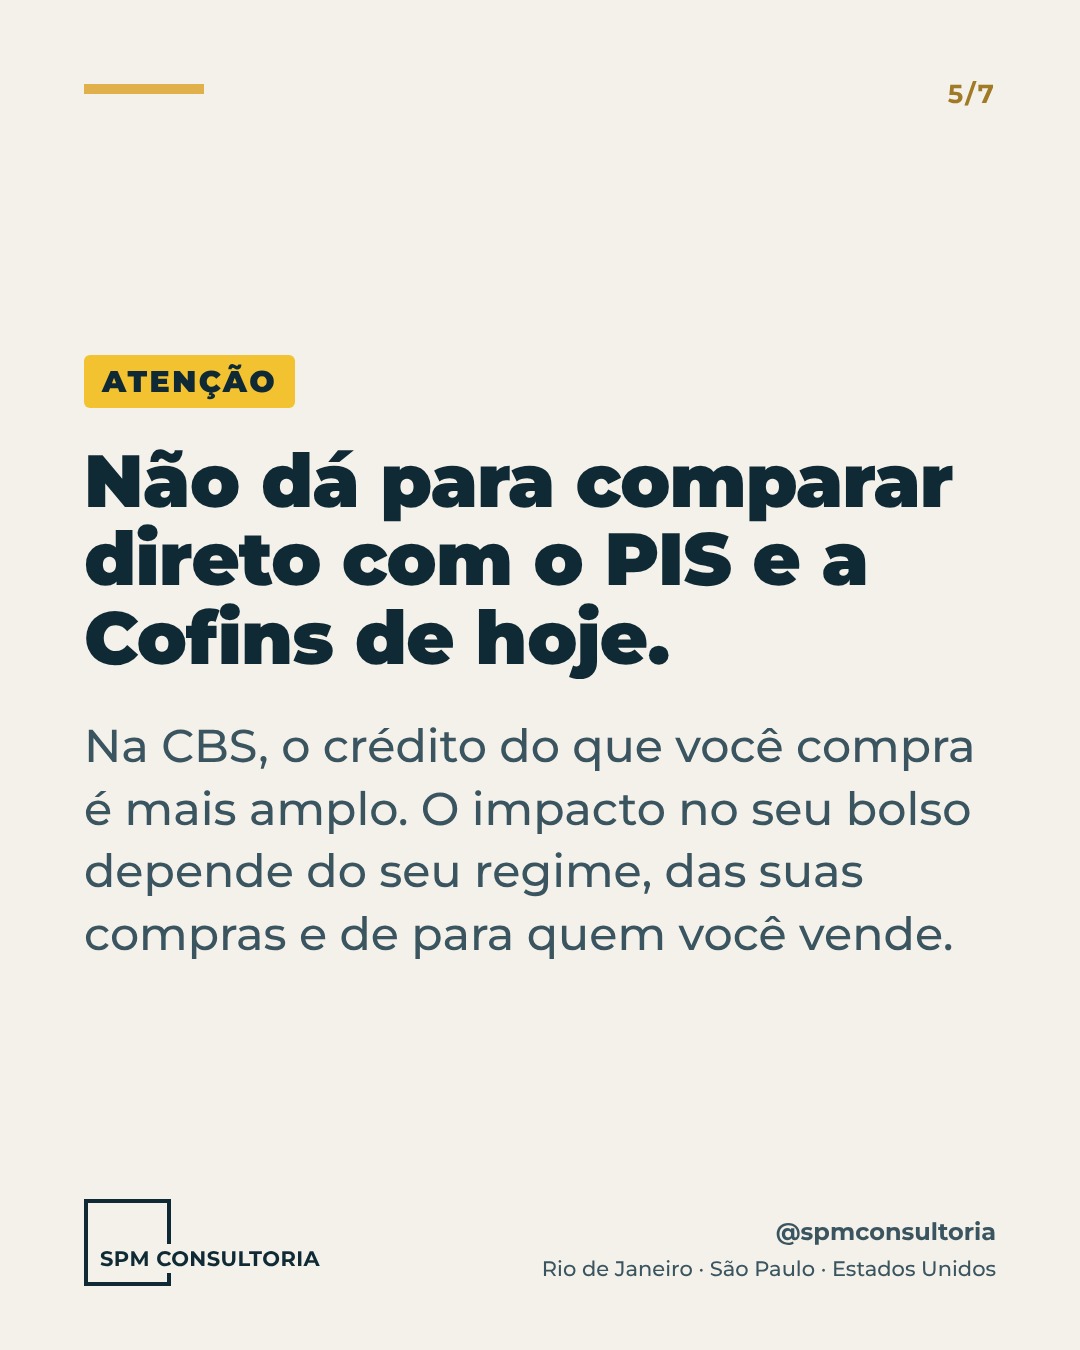 5/7
ATENÇÃO
Não dá para comparar
direto com o PIS e a
Cofins de hoje.
Na CBS, o crédito do que você compra
é mais amplo. O impacto no seu bolso
depende do seu regime, das suas
compras e de para quem você vende.
SPM CONSULTORIA
@spmconsultoria
Rio de Janeiro · São Paulo · Estados Unidos